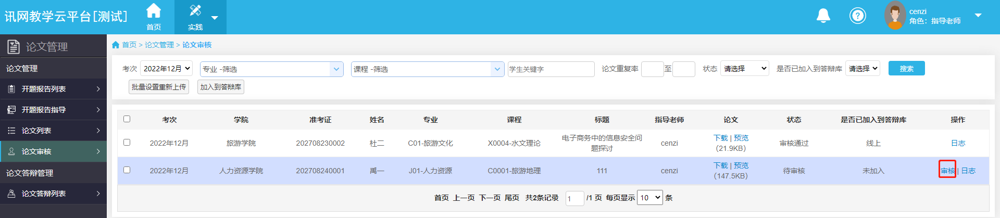 讯网教学云平台[测试]
首页
实践
cenzi
角色：指导老师
论文管理
首页 > 论文管理 > 论文审核
论文管理
开题报告列表
开题报告指导
论文列表
论文审核
论文答辩管理
论文答辩列表
考次 2022年12月 专业 -筛选 课程 -筛选 学生关键字 论文重复率 至 状态 请选择 是否已加入到答辩库 请选择 搜索
批量设置重新上传 加入到答辩库
考次 学院 准考证 姓名 专业 课程 标题 指导老师 论文 状态 是否已加入到答辩库 操作
2022年12月 旅游学院 202708230002 杜二 C01-旅游文化 X0004-水文理论 电子商务中的信息安全问题探讨 cenzi 下载 | 预览 (21.9KB) 审核通过 线上 日志
2022年12月 人力资源学院 202708240001 禹一 J01-人力资源 C0001-旅游地理 111 cenzi 下载 | 预览 (147.5KB) 待审核 未加入 审核 | 日志
首页 上一页 下一页 尾页 共2条记录 1 /1 页 每页显示 10 条